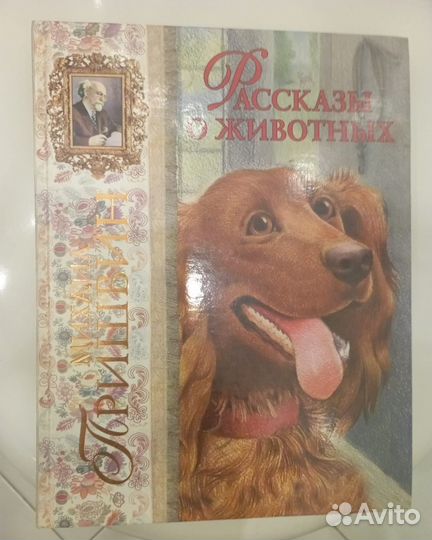 Рассказы
о животных
Михаил
Пришвин
Avito